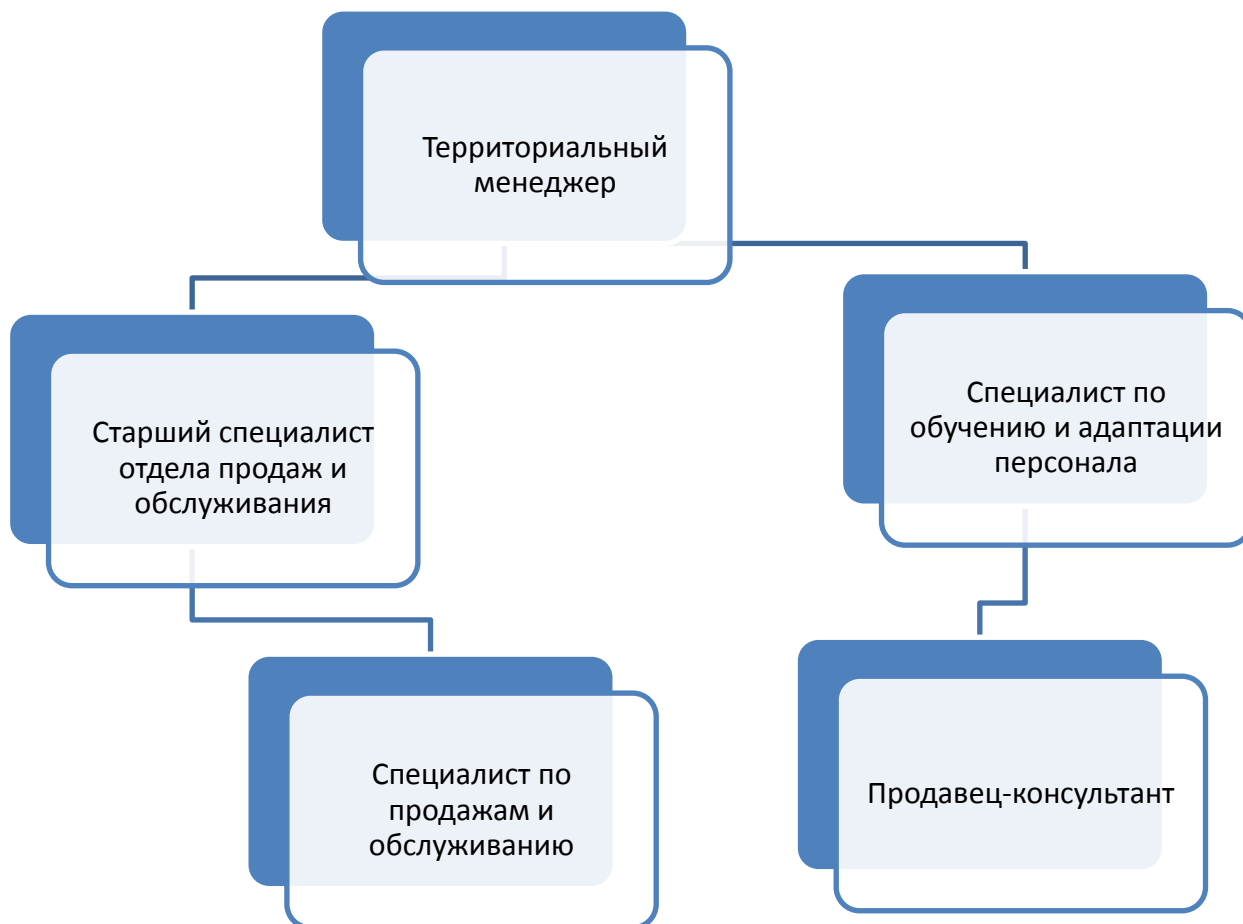 Территориальный
менеджер
Старший специалист
отдела продаж и
обслуживания
Специалист по
обучению и адаптации
персонала
Специалист по
продажам и
обслуживанию
Продавец-консультант